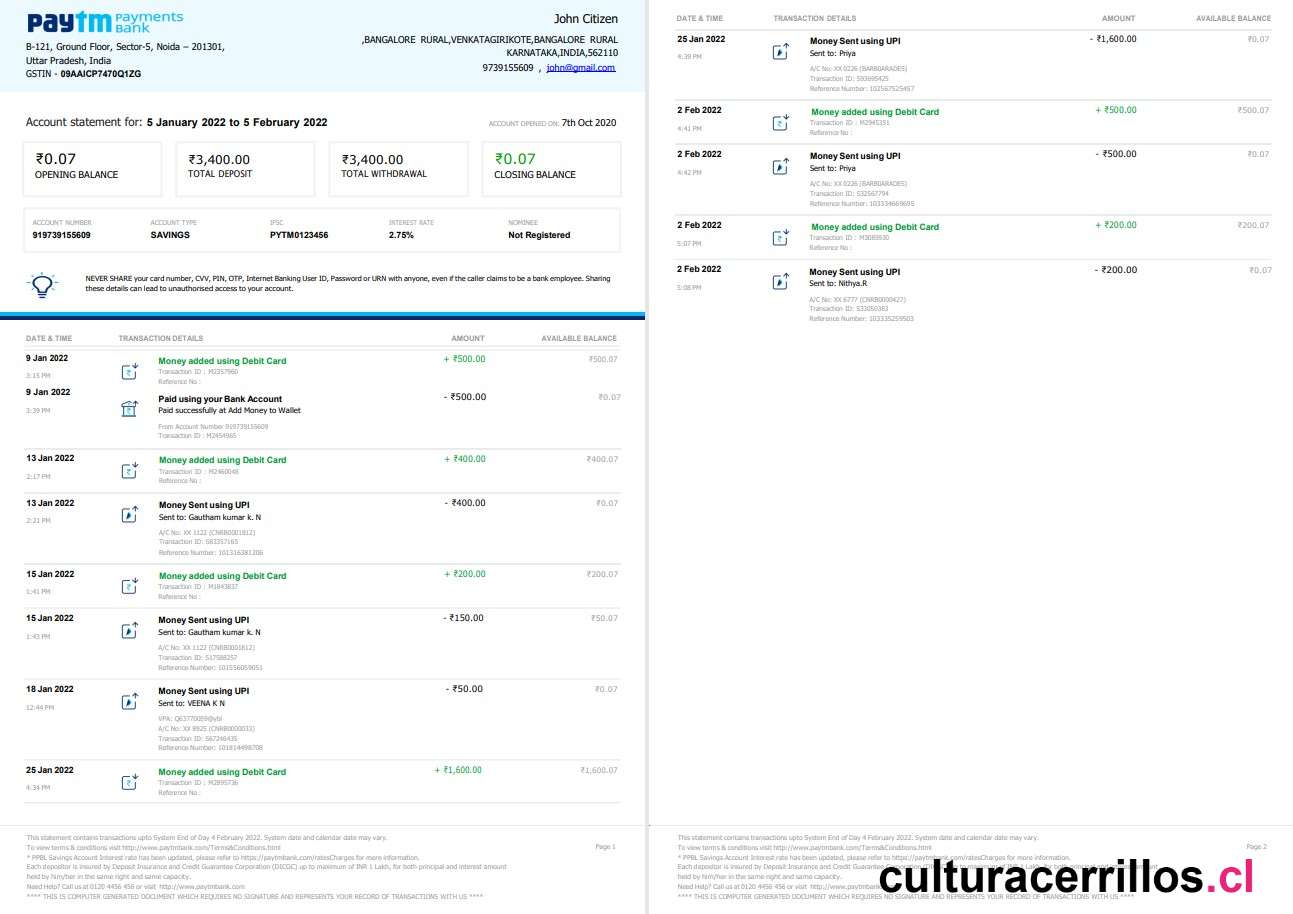 paytm Payments Bank
B-121, Ground Floor, Sector-5, Noida – 201301,
Uttar Pradesh, India
GSTIN - 09AAICP7470Q1ZG
John Citizen
,BANGALORE RURAL,VENKATAGIRIKOTE,BANGALORE RURAL
KARNATAKA,INDIA,562110
9739155609 , john@gmail.com
Account statement for: 5 January 2022 to 5 February 2022
ACCOUNT OPENED ON: 7th Oct 2020
₹0.07 ₹3,400.00 ₹3,400.00 ₹0.07
OPENING BALANCE TOTAL DEPOSIT TOTAL WITHDRAWAL CLOSING BALANCE
ACCOUNT NUMBER ACCOUNT TYPE IFSC INTEREST RATE NOMINEE
919739155609 SAVINGS PYTM0123456 2.75% Not Registered
NEVER SHARE your card number, CVV, PIN, OTP, Internet Banking User ID, Password or URN with anyone, even if the caller claims to be a bank employee. Sharing
these details can lead to unauthorised access to your account.
DATE & TIME TRANSACTION DETAILS AMOUNT AVAILABLE BALANCE
9 Jan 2022 Money added using Debit Card + ₹500.00 ₹500.07
3:15 PM Transaction ID : M2357960
Reference No :
9 Jan 2022 Paid using your Bank Account - ₹500.00 ₹0.07
3:39 PM Paid successfully at Add Money to Wallet
From Account Number 919739155609
Transaction ID : M2454965
13 Jan 2022 Money added using Debit Card + ₹400.00 ₹400.07
2:17 PM Transaction ID : M2460048
Reference No :
13 Jan 2022 Money Sent using UPI - ₹400.00 ₹0.07
2:21 PM Sent to: Gautham kumar k. N
A/C No: XX 1122 (CNRB0001812)
Transaction ID: 583357165
Reference Number: 101316381206
15 Jan 2022 Money added using Debit Card + ₹200.00 ₹200.07
1:41 PM Transaction ID : M1843837
Reference No :
15 Jan 2022 Money Sent using UPI - ₹150.00 ₹50.07
1:43 PM Sent to: Gautham kumar k. N
A/C No: XX 1122 (CNRB0001812)
Transaction ID: 517588257
Reference Number: 101556059051
18 Jan 2022 Money Sent using UPI - ₹50.00 ₹0.07
12:44 PM Sent to: VEENA K N
VPA: Q63770059@ybl
A/C No: XX 8925 (CNRB0000033)
Transaction ID: 567246435
Reference Number: 101814498708
25 Jan 2022 Money added using Debit Card + ₹1,600.00 ₹1,600.07
4:34 PM Transaction ID : M2895736
Reference No :
This statement contains transactions upto System End of Day 4 February 2022. System date and calendar date may vary.
To view terms & conditions visit http://www.paytmbank.com/Terms&Conditions.html Page 1
* PPBL Savings Account Interest rate has been updated, please refer to https://paytmbank.com/ratesCharges for more information.
Each depositor is insured by Deposit Insurance and Credit Guarantee Corporation (DICGC) up to maximum of INR 1 Lakh, for both principal and interest amount
held by him/her in the same right and same capacity.
Need Help? Call us at 0120 4456 456 or visit http://www.paytmbank.com
**** THIS IS COMPUTER GENERATED DOCUMENT WHICH REQUIRES NO SIGNATURE AND REPRESENTS YOUR RECORD OF TRANSACTIONS WITH US ****
DATE & TIME TRANSACTION DETAILS AMOUNT AVAILABLE BALANCE
25 Jan 2022 Money Sent using UPI - ₹1,600.00 ₹0.07
4:39 PM Sent to: Priya
A/C No: XX 0226 (BARB0ARADES)
Transaction ID: 593695425
Reference Number: 102567525457
2 Feb 2022 Money added using Debit Card + ₹500.00 ₹500.07
4:41 PM Transaction ID : M2945351
Reference No :
2 Feb 2022 Money Sent using UPI - ₹500.00 ₹0.07
4:42 PM Sent to: Priya
A/C No: XX 0226 (BARB0ARADES)
Transaction ID: 532567794
Reference Number: 103334669695
2 Feb 2022 Money added using Debit Card + ₹200.00 ₹200.07
5:07 PM Transaction ID : M3089930
Reference No :
2 Feb 2022 Money Sent using UPI - ₹200.00 ₹0.07
5:08 PM Sent to: Nithya.R
A/C No: XX 6777 (CNRB0000427)
Transaction ID: 533050363
Reference Number: 103335259503
This statement contains transactions upto System End of Day 4 February 2022. System date and calendar date may vary.
To view terms & conditions visit http://www.paytmbank.com/Terms&Conditions.html Page 2
* PPBL Savings Account Interest rate has been updated, please refer to https://paytmbank.com/ratesCharges for more information.
Each depositor is insured by Deposit Insurance and Credit Guarantee Corporation
held by him/her in the same right and same capacity.
Need Help? Call us at 0120 4456 456 or visit http://www.paytmbank
**** THIS IS COMPUTER GENERATED DOCUMENT WHICH REQUIRES NO SIGNATURE AND REPRESENTS YOUR RECORD OF TRANSACTIONS WITH US ****
culturacerrillos.cl